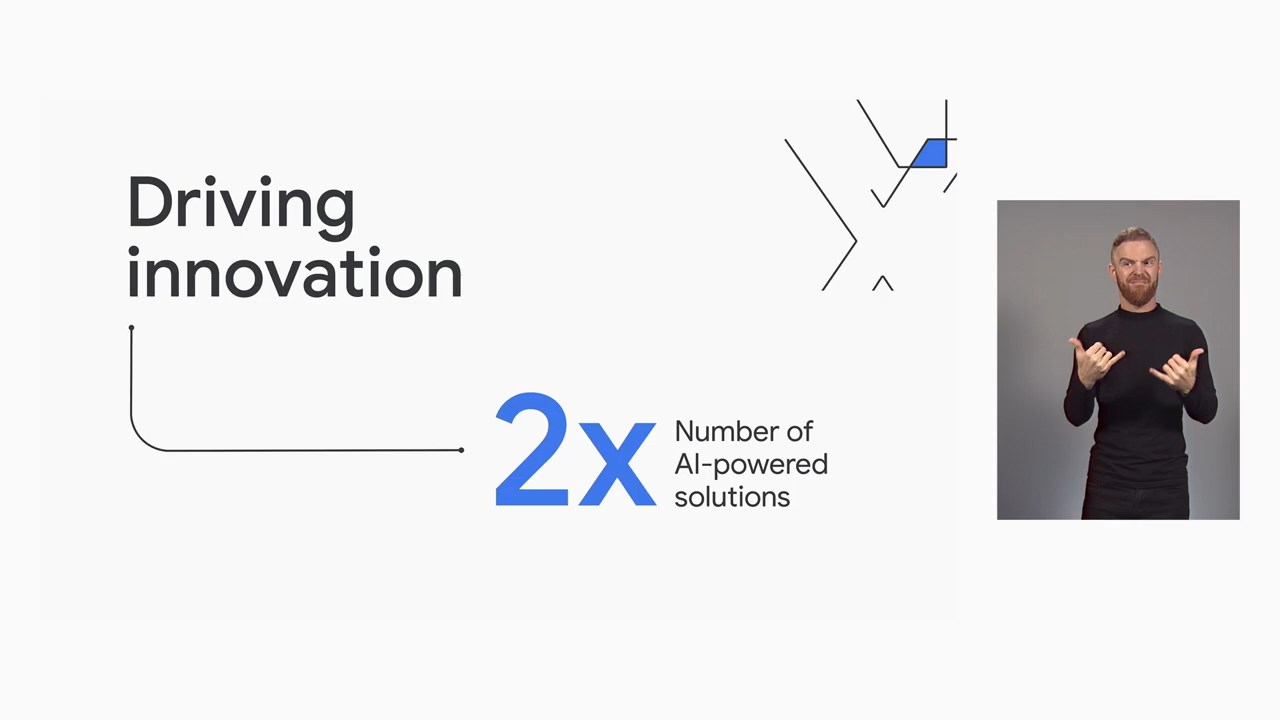 Driving
innovation
2x
Number of
AI-powered
solutions